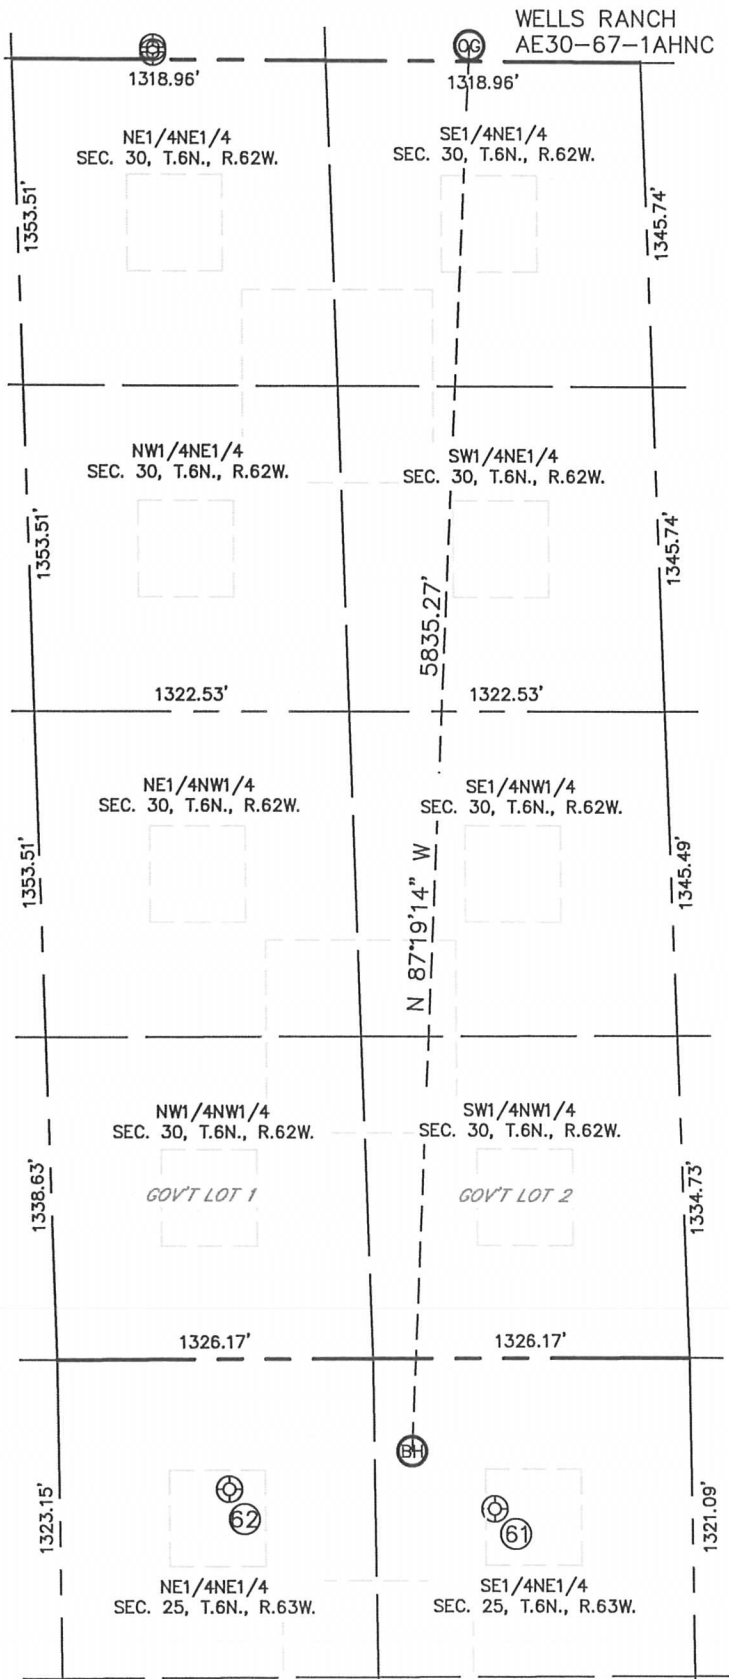 WELLS RANCH
AE30-67-1AHNC
OG
1318.96'
1318.96'
NE1/4NE1/4
SEC. 30, T.6N., R.62W.
SE1/4NE1/4
SEC. 30, T.6N., R.62W.
1353.51'
1345.74'
NW1/4NE1/4
SEC. 30, T.6N., R.62W.
SW1/4NE1/4
SEC. 30, T.6N., R.62W.
1353.51'
1345.74'
5835.27'
1322.53'
1322.53'
NE1/4NW1/4
SEC. 30, T.6N., R.62W.
SE1/4NW1/4
SEC. 30, T.6N., R.62W.
1353.51'
1345.49'
N 87°19'14" W
NW1/4NW1/4
SEC. 30, T.6N., R.62W.
SW1/4NW1/4
SEC. 30, T.6N., R.62W.
1338.63'
GOV'T LOT 1
GOV'T LOT 2
1334.73'
1326.17'
1326.17'
BH
1323.15'
62
61
1321.09'
NE1/4NE1/4
SEC. 25, T.6N., R.63W.
SE1/4NE1/4
SEC. 25, T.6N., R.63W.